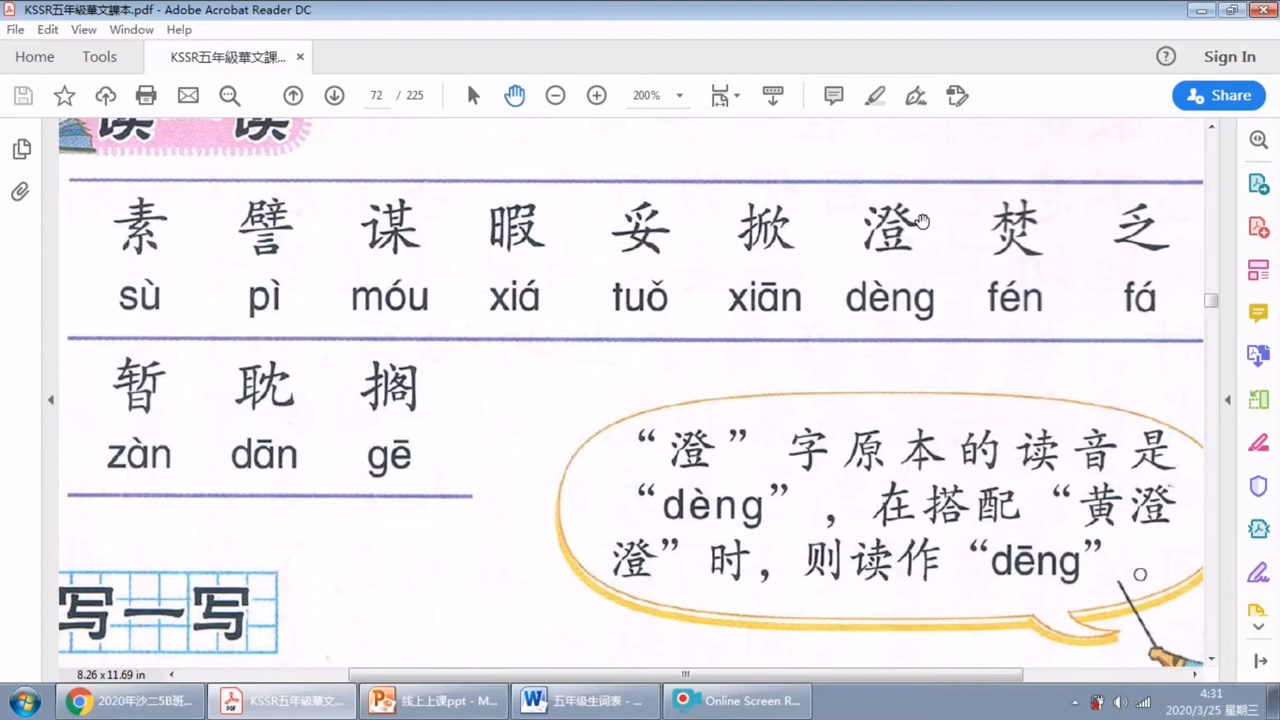 KSSR五年級華文課本.pdf - Adobe Acrobat Reader DC
File Edit View Window Help
Home Tools KSSR五年級華文課... × Sign In
72 / 225 200% Share
读 读
素 譬 谋 暇 妥 掀 澄 焚 乏
sù pì móu xiá tuǒ xiān dèng fén fá
暂 耽 搁
zàn dān gē
“澄” 字原本的读音是
“dèng”，在搭配“黄澄
澄”时，则读作“dēng”。
写一写
8.26 x 11.69 in
2020年沙二5B班... KSSR五年級華文... 线上上课ppt - M... 五年级生词表 - ... Online Screen R... 4:31
2020/3/25 星期三